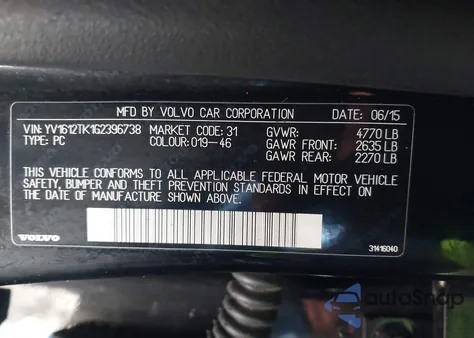 MFD BY VOLVO CAR CORPORATION DATE: 06/15
VIN: YV1612TK1G2396738 MARKET CODE: 31 GVWR: 4770 LB
TYPE: PC COLOUR: 019-46 GAWR FRONT: 2635 LB
GAWR REAR: 2270 LB
THIS VEHICLE CONFORMS TO ALL APPLICABLE FEDERAL MOTOR VEHICLE
SAFETY, BUMPER AND THEFT PREVENTION STANDARDS IN EFFECT ON
THE DATE OF MANUFACTURE SHOWN ABOVE.
VOLVO 31416040
autoSnap